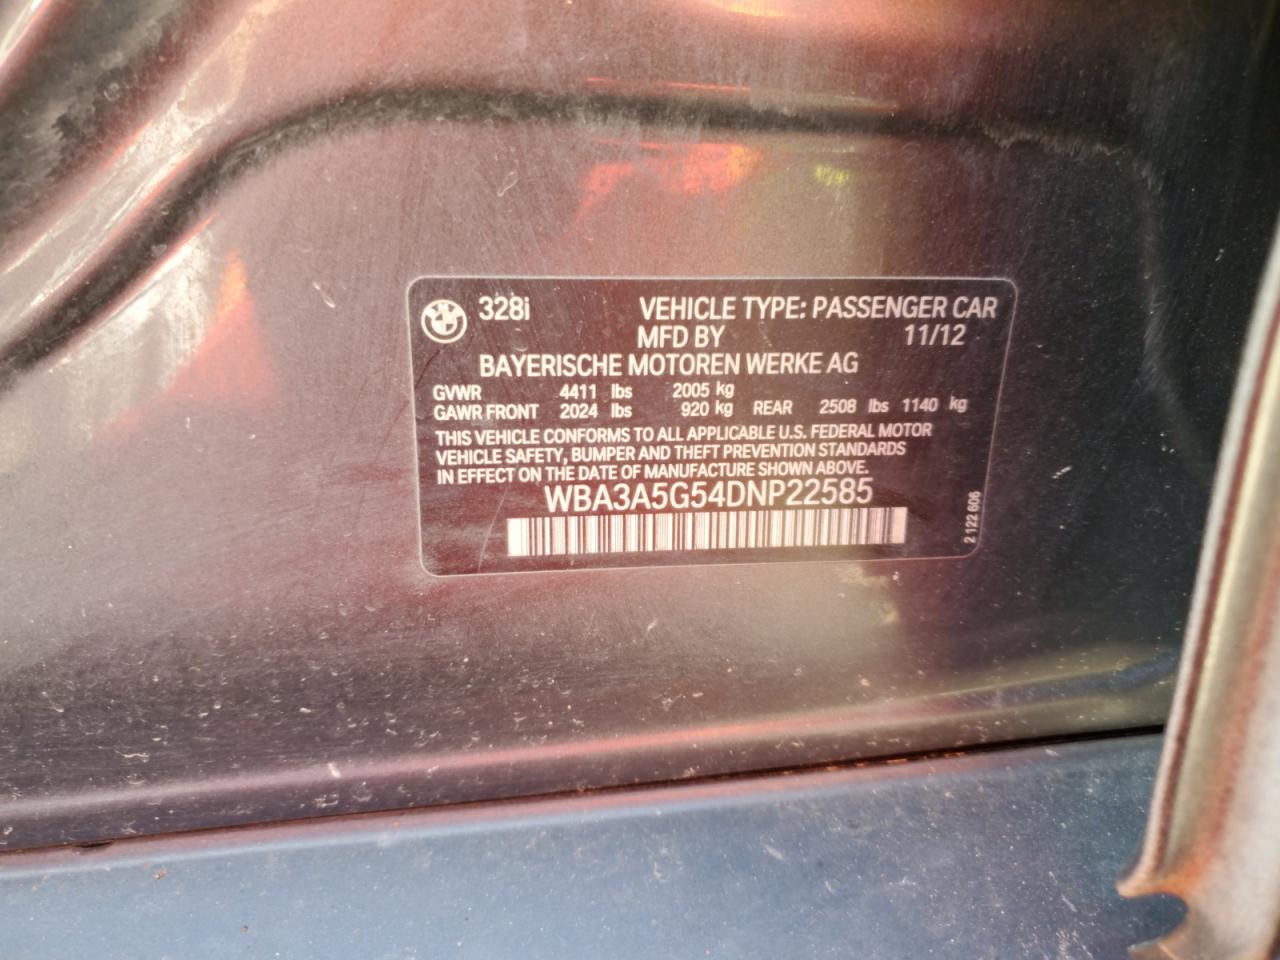 328i VEHICLE TYPE: PASSENGER CAR
MFD BY 11/12
BAYERISCHE MOTOREN WERKE AG
GVWR 4411 lbs 2005 kg
GAWR FRONT 2024 lbs 920 kg REAR 2508 lbs 1140 kg
THIS VEHICLE CONFORMS TO ALL APPLICABLE U.S. FEDERAL MOTOR
VEHICLE SAFETY, BUMPER AND THEFT PREVENTION STANDARDS
IN EFFECT ON THE DATE OF MANUFACTURE SHOWN ABOVE.
WBA3A5G54DNP22585
2 122 606